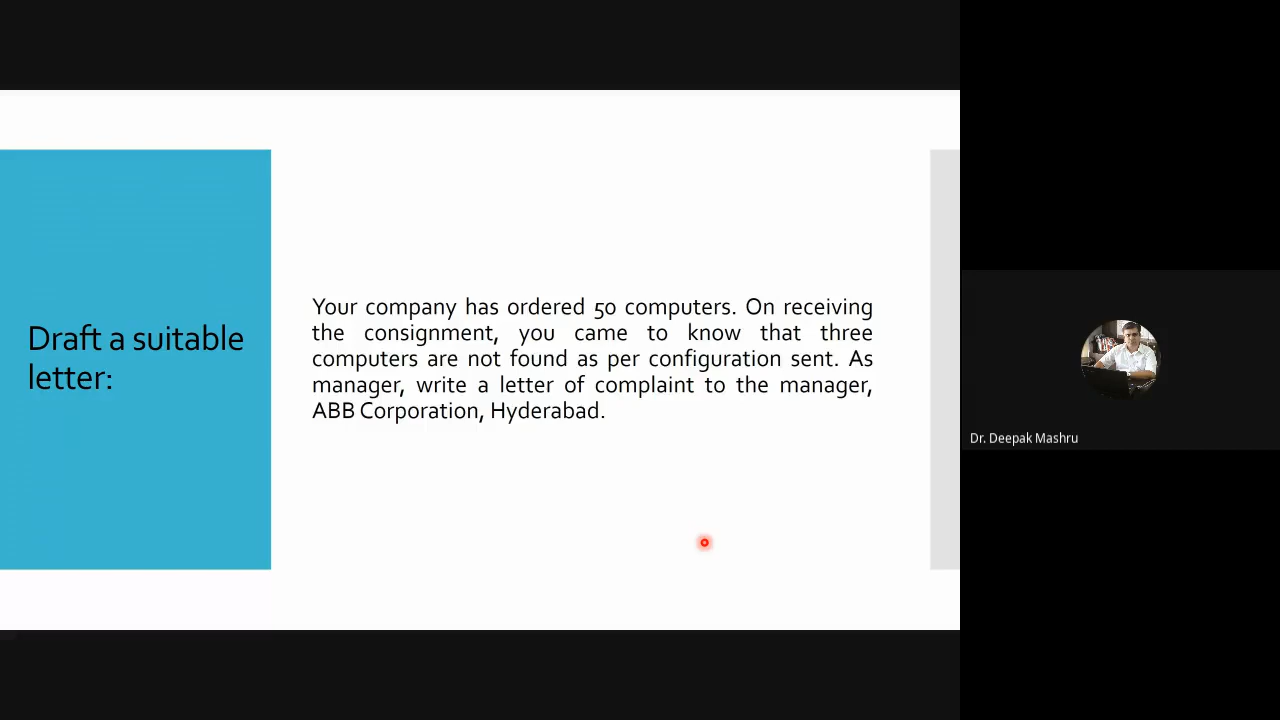 Draft a suitable
letter:
Your company has ordered 50 computers. On receiving
the consignment, you came to know that three
computers are not found as per configuration sent. As
manager, write a letter of complaint to the manager,
ABB Corporation, Hyderabad.
Dr. Deepak Mashru